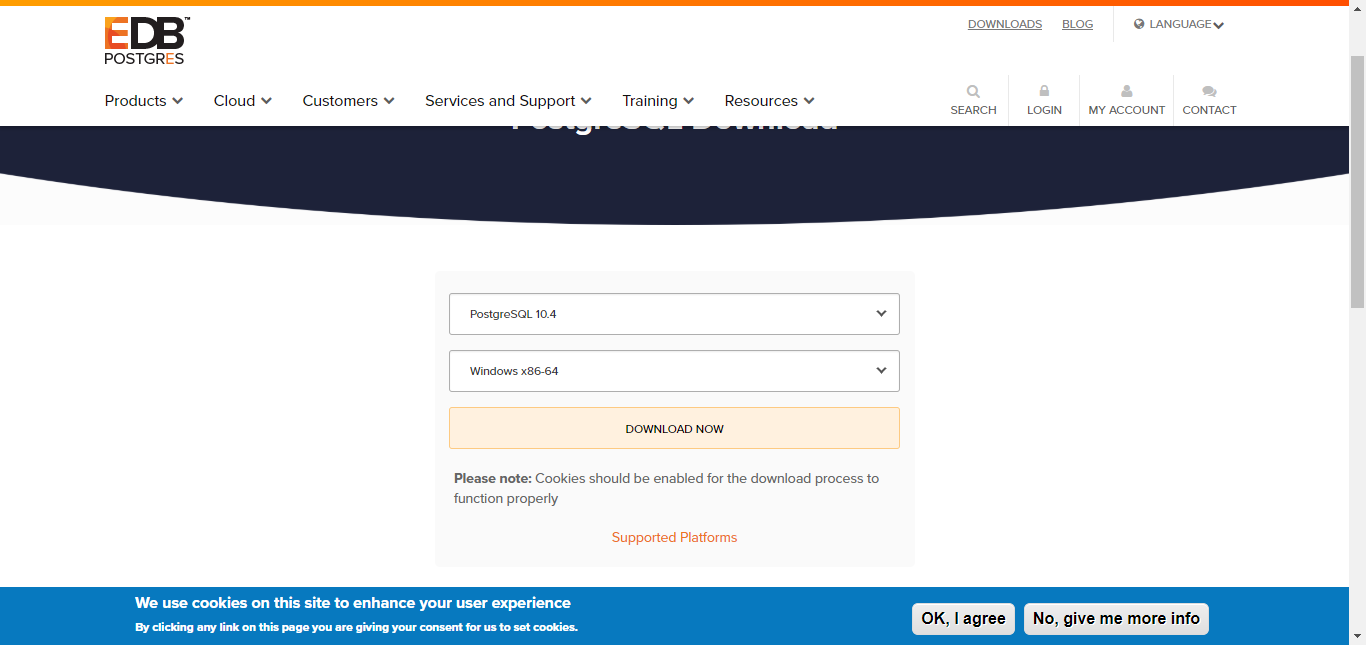 EDB™
POSTGRES
DOWNLOADS BLOG LANGUAGE
Products Cloud Customers Services and Support Training Resources
SEARCH LOGIN MY ACCOUNT CONTACT
PostgreSQL Download
PostgreSQL 10.4
Windows x86-64
DOWNLOAD NOW
Please note: Cookies should be enabled for the download process to
function properly
Supported Platforms
We use cookies on this site to enhance your user experience
By clicking any link on this page you are giving your consent for us to set cookies.
OK, I agree No, give me more info